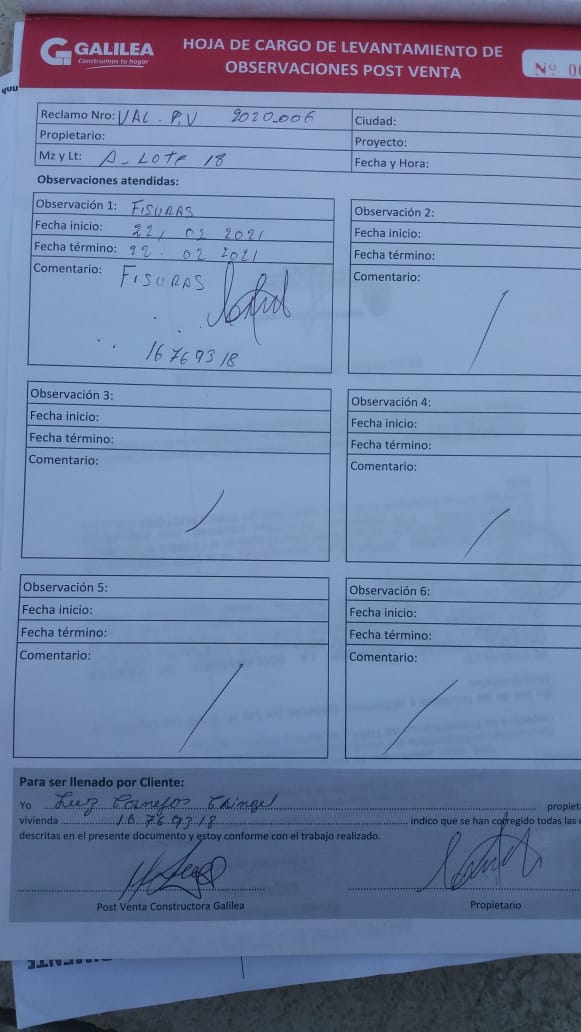 GALILEA
Construimos tu hogar
HOJA DE CARGO DE LEVANTAMIENTO DE
OBSERVACIONES POST VENTA
Nº 00
Reclamo Nro: VAL. P.V 2020-006
Ciudad:
Propietario:
Proyecto:
Mz y Lt: A-LOTE 18
Fecha y Hora:
Observaciones atendidas:
Observación 1: FISURAS
Fecha inicio: 22, 02 2021
Fecha término: 22. 02 2021
Comentario: FISURAS
16769318
Observación 2:
Fecha inicio:
Fecha término:
Comentario:
Observación 3:
Fecha inicio:
Fecha término:
Comentario:
Observación 4:
Fecha inicio:
Fecha término:
Comentario:
Observación 5:
Fecha inicio:
Fecha término:
Comentario:
Observación 6:
Fecha inicio:
Fecha término:
Comentario:
Para ser llenado por Cliente:
Yo Luz Cornejos Chingel propiet
vivienda 16769318 indico que se han corregido todas las
descritas en el presente documento y estoy conforme con el trabajo realizado.
Post Venta Constructora Galilea
Propietario